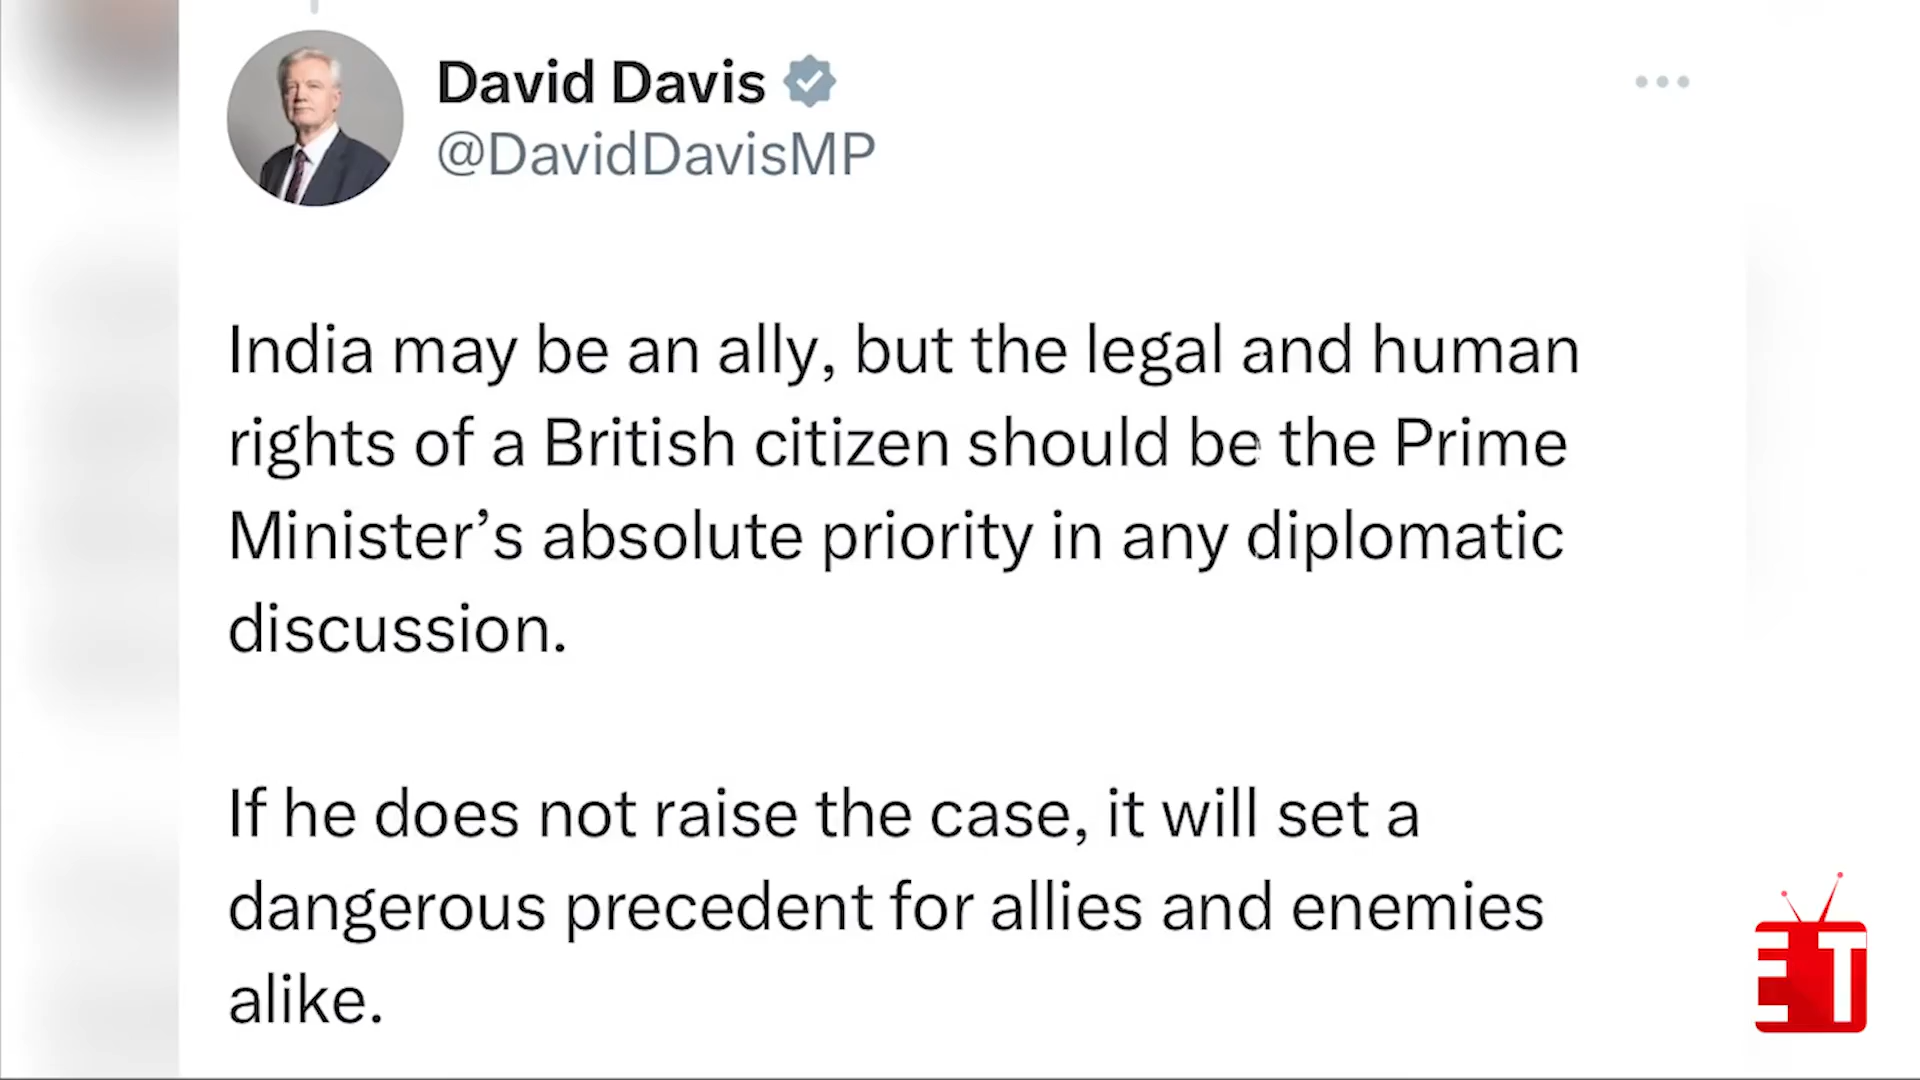 David Davis
@DavidDavisMP
India may be an ally, but the legal and human
rights of a British citizen should be the Prime
Minister’s absolute priority in any diplomatic
discussion.
If he does not raise the case, it will set a
dangerous precedent for allies and enemies
alike.
ET